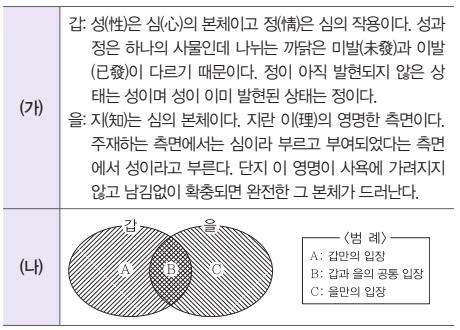 (가)
갑: 성(性)은 심(心)의 본체이고 정(情)은 심의 작용이다. 성과
정은 하나의 사물인데 나뉘는 까닭은 미발(未發)과 이발
(已發)이 다르기 때문이다. 정이 아직 발현되지 않은 상
태는 성이며 성이 이미 발현된 상태는 정이다.
을: 지(知)는 심의 본체이다. 지란 이(理)의 영명한 측면이다.
주재하는 측면에서는 심이라 부르고 부여되었다는 측면
에서 성이라고 부른다. 단지 이 영명이 사욕에 가려지지
않고 남김없이 확충되면 완전한 그 본체가 드러난다.
(나)
갑 을
A B C
〈범 례〉
A: 갑만의 입장
B: 갑과 을의 공통 입장
C: 을만의 입장